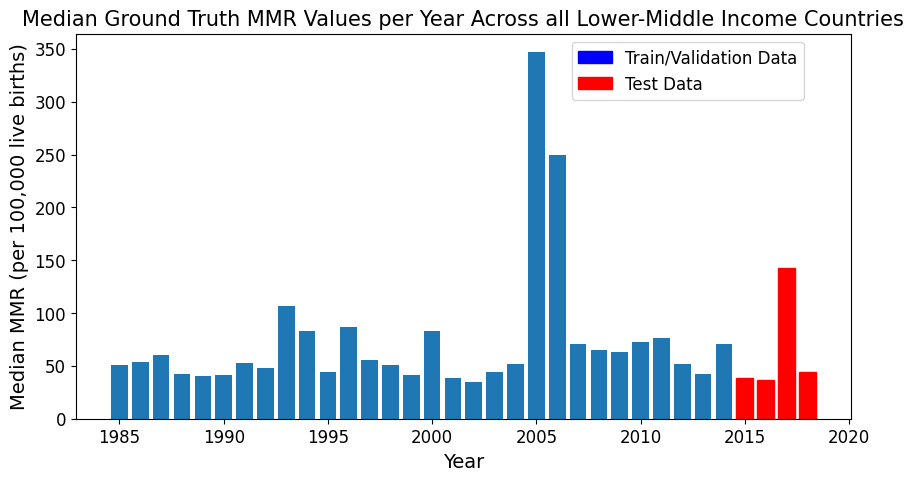 Median Ground Truth MMR Values per Year Across all Lower-Middle Income Countries
Median MMR (per 100,000 live births)
350
300
250
200
150
100
50
0
Train/Validation Data
Test Data
1985 1990 1995 2000 2005 2010 2015 2020
Year